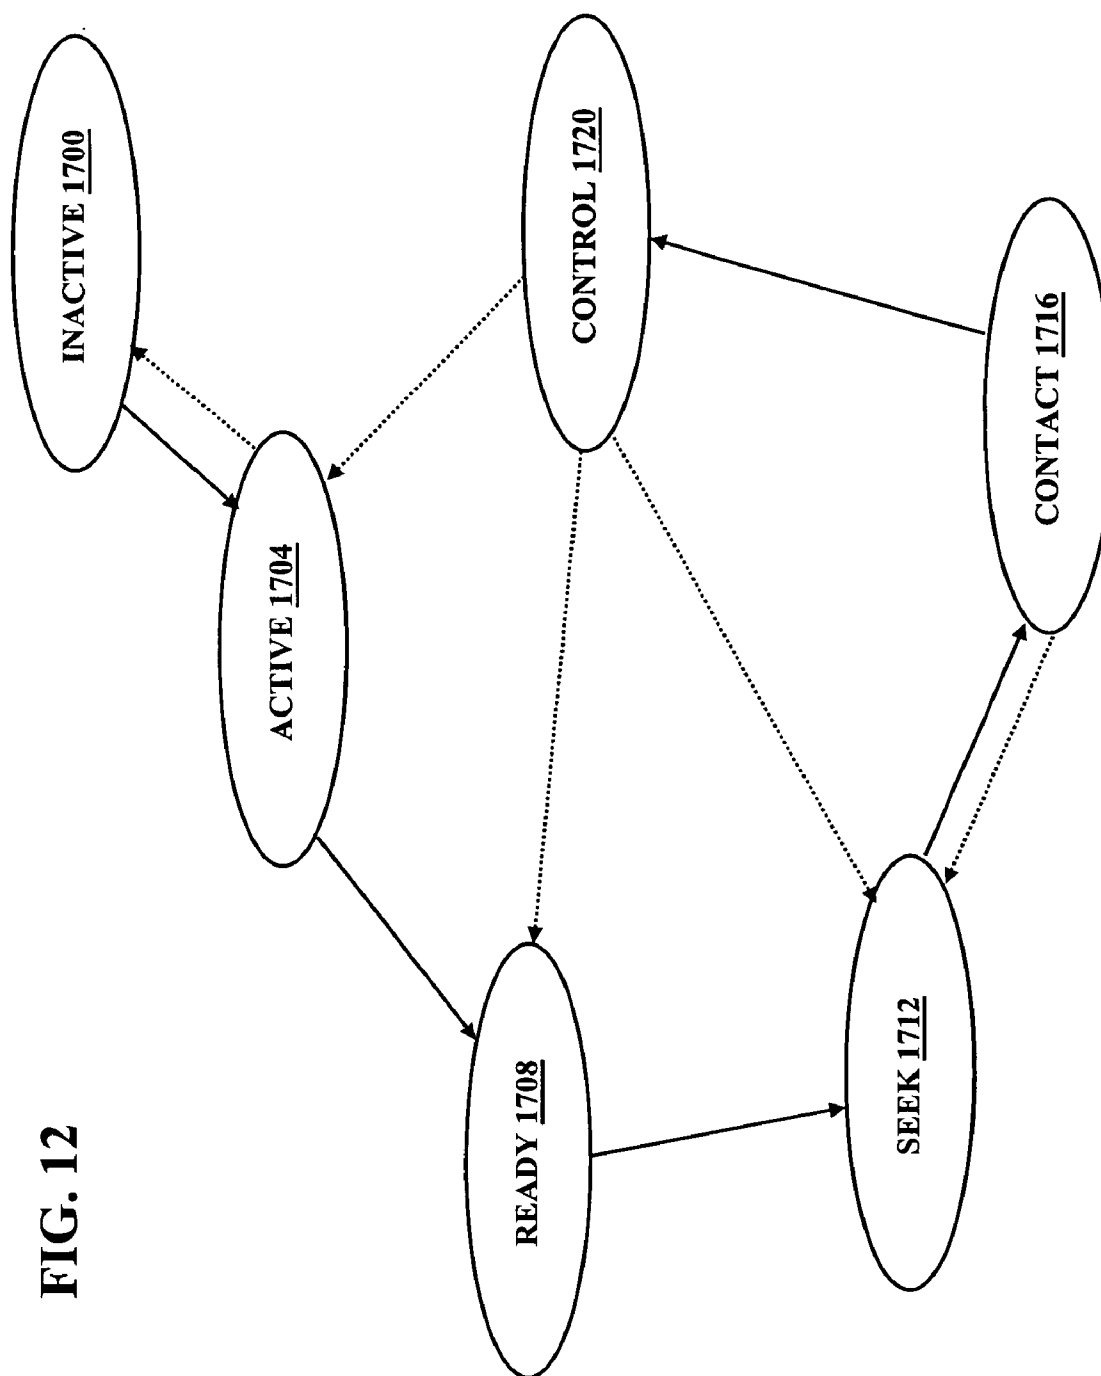 FIG. 12
INACTIVE 1700
ACTIVE 1704
READY 1708
CONTROL 1720
SEEK 1712
CONTACT 1716